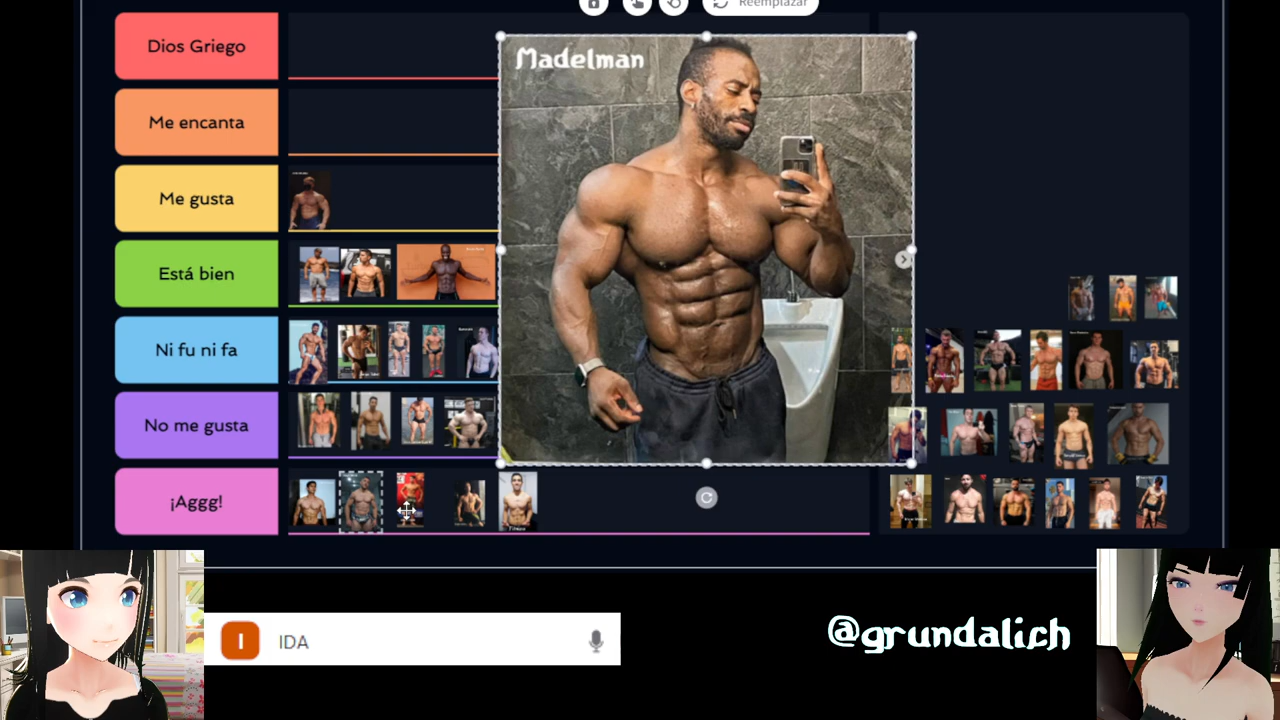 Reemplazar
Dios Griego
Madelman
Me encanta
Me gusta
Está bien
Ni fu ni fa
No me gusta
¡Aggg!
I
IDA
@grundalich